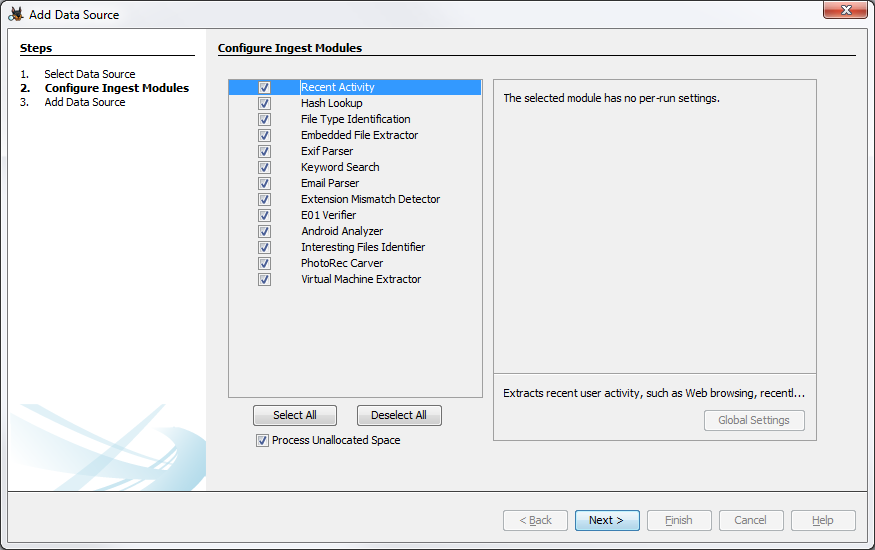 Add Data Source
Steps
1. Select Data Source
2. Configure Ingest Modules
3. Add Data Source
Configure Ingest Modules
Recent Activity
Hash Lookup
File Type Identification
Embedded File Extractor
Exif Parser
Keyword Search
Email Parser
Extension Mismatch Detector
E01 Verifier
Android Analyzer
Interesting Files Identifier
PhotoRec Carver
Virtual Machine Extractor
Select All Deselect All
Process Unallocated Space
The selected module has no per-run settings.
Extracts recent user activity, such as Web browsing, recentl...
Global Settings
< Back Next > Finish Cancel Help